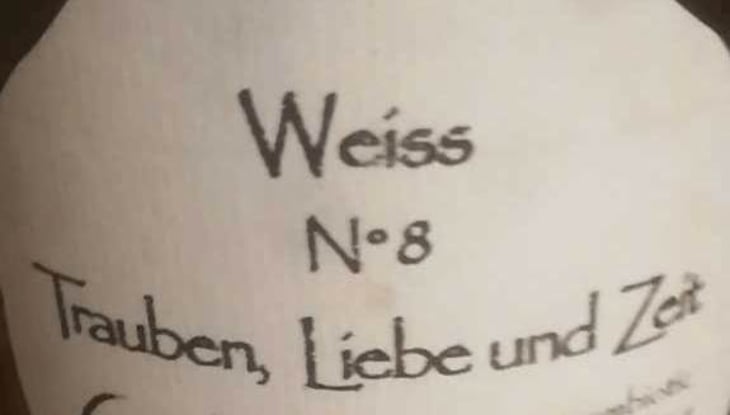 Weiss
N°8
Trauben, Liebe und Zeit